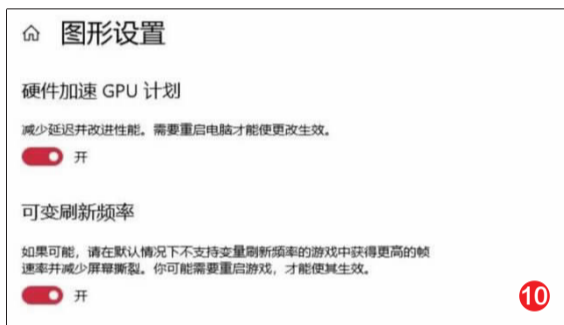 图形设置
硬件加速 GPU 计划
减少延迟并改进性能。需要重启电脑才能使更改生效。
开
可变刷新频率
如果可能，请在默认情况下不支持变量刷新频率的游戏中获得更高的帧
速率并减少屏幕撕裂。你可能需要重启游戏，才能使其生效。
开
10